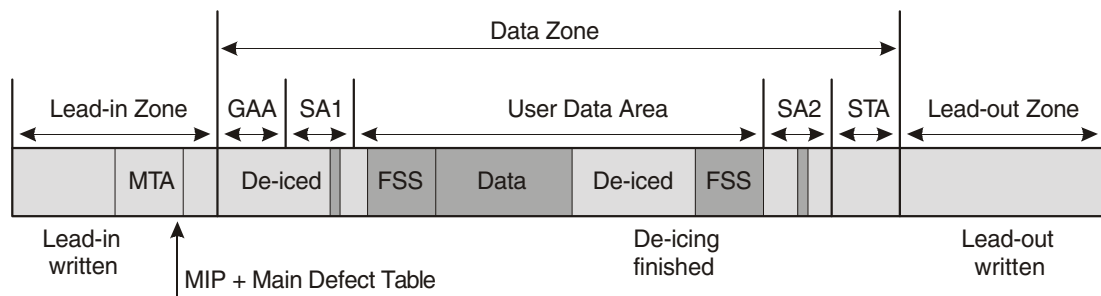 Data Zone
Lead-in Zone GAA SA1 User Data Area SA2 STA Lead-out Zone
MTA De-iced FSS Data De-iced FSS
Lead-in
written
De-icing
finished
Lead-out
written
MIP + Main Defect Table